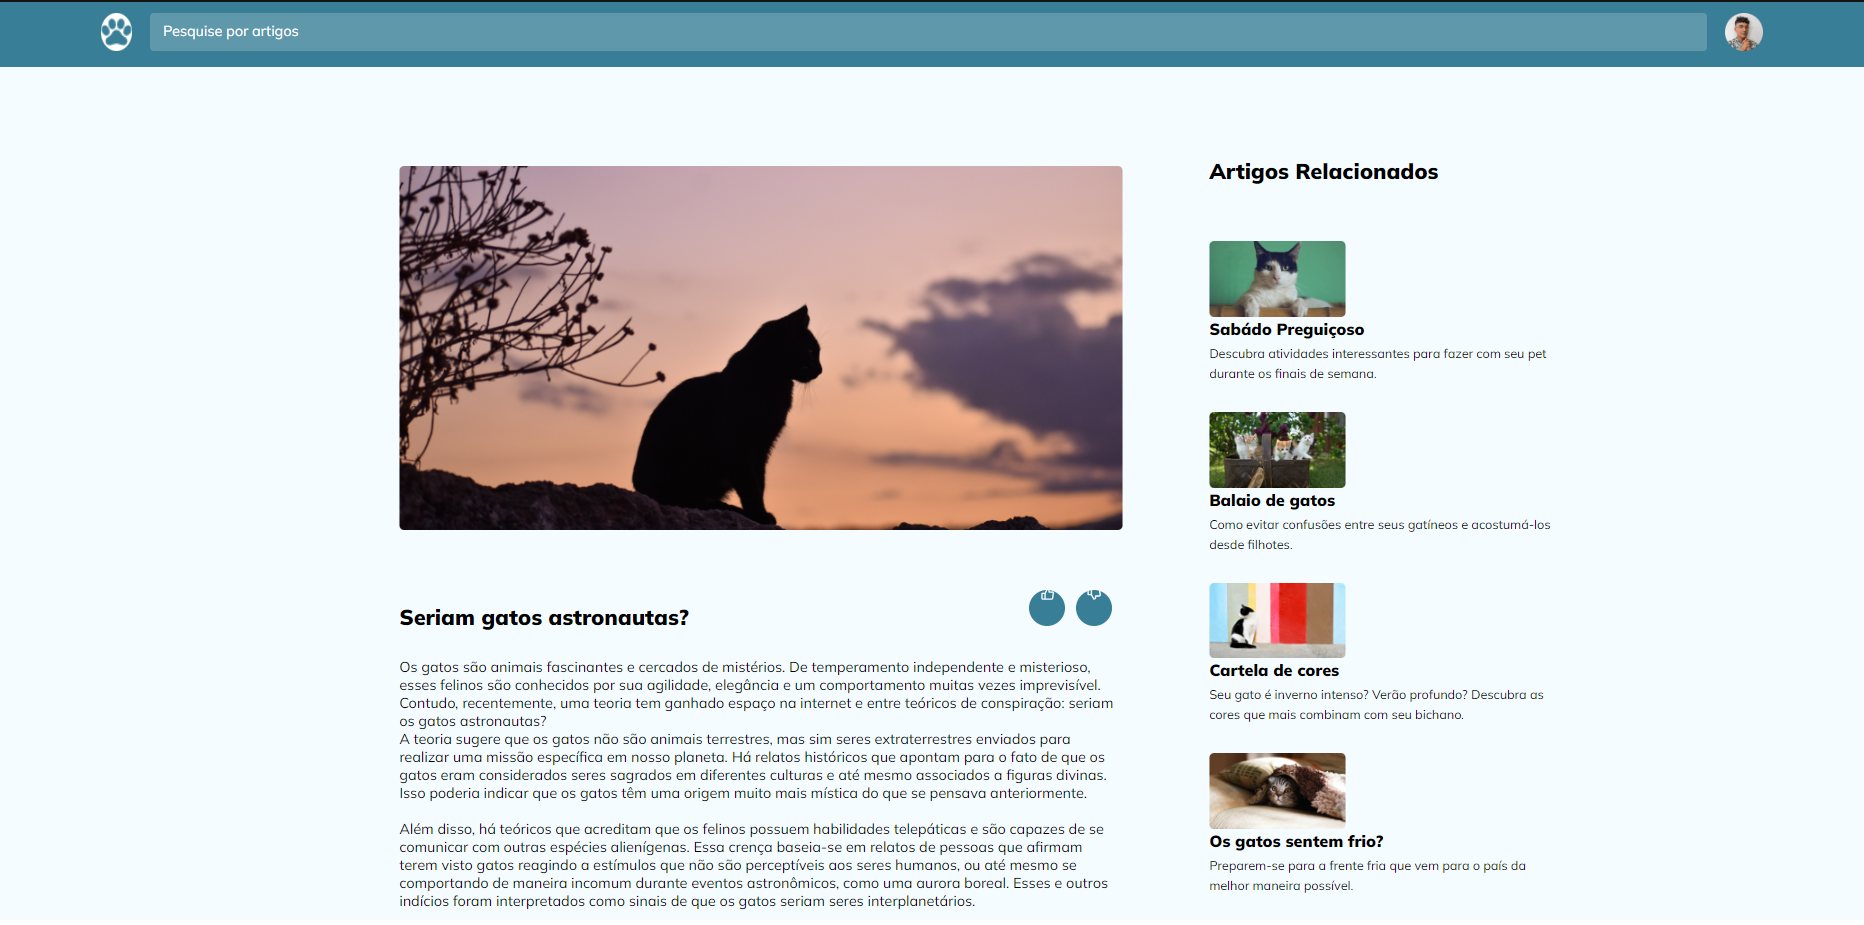 Pesquise por artigos
Seriam gatos astronautas?
Os gatos são animais fascinantes e cercados de mistérios. De temperamento independente e misterioso,
esses felinos são conhecidos por sua agilidade, elegância e um comportamento muitas vezes imprevisível.
Contudo, recentemente, uma teoria tem ganhado espaço na internet e entre teóricos de conspiração: seriam
os gatos astronautas?
A teoria sugere que os gatos não são animais terrestres, mas sim seres extraterrestres enviados para
realizar uma missão específica em nosso planeta. Há relatos históricos que apontam para o fato de que os
gatos eram considerados seres sagrados em diferentes culturas e até mesmo associados a figuras divinas.
Isso poderia indicar que os gatos têm uma origem muito mais mística do que se pensava anteriormente.
Além disso, há teóricos que acreditam que os felinos possuem habilidades telepáticas e são capazes de se
comunicar com outras espécies alienígenas. Essa crença baseia-se em relatos de pessoas que afirmam
terem visto gatos reagindo a estímulos que não são perceptíveis aos seres humanos, ou até mesmo se
comportando de maneira incomum durante eventos astronômicos, como uma aurora boreal. Esses e outros
indícios foram interpretados como sinais de que os gatos seriam seres interplanetários.
Artigos Relacionados
Sabádo Preguiçoso
Descubra atividades interessantes para fazer com seu pet
durante os finais de semana.
Balaio de gatos
Como evitar confusões entre seus gatíneos e acostumá-los
desde filhotes.
Cartela de cores
Seu gato é inverno intenso? Verão profundo? Descubra as
cores que mais combinam com seu bichano.
Os gatos sentem frio?
Preparem-se para a frente fria que vem para o país da
melhor maneira possível.